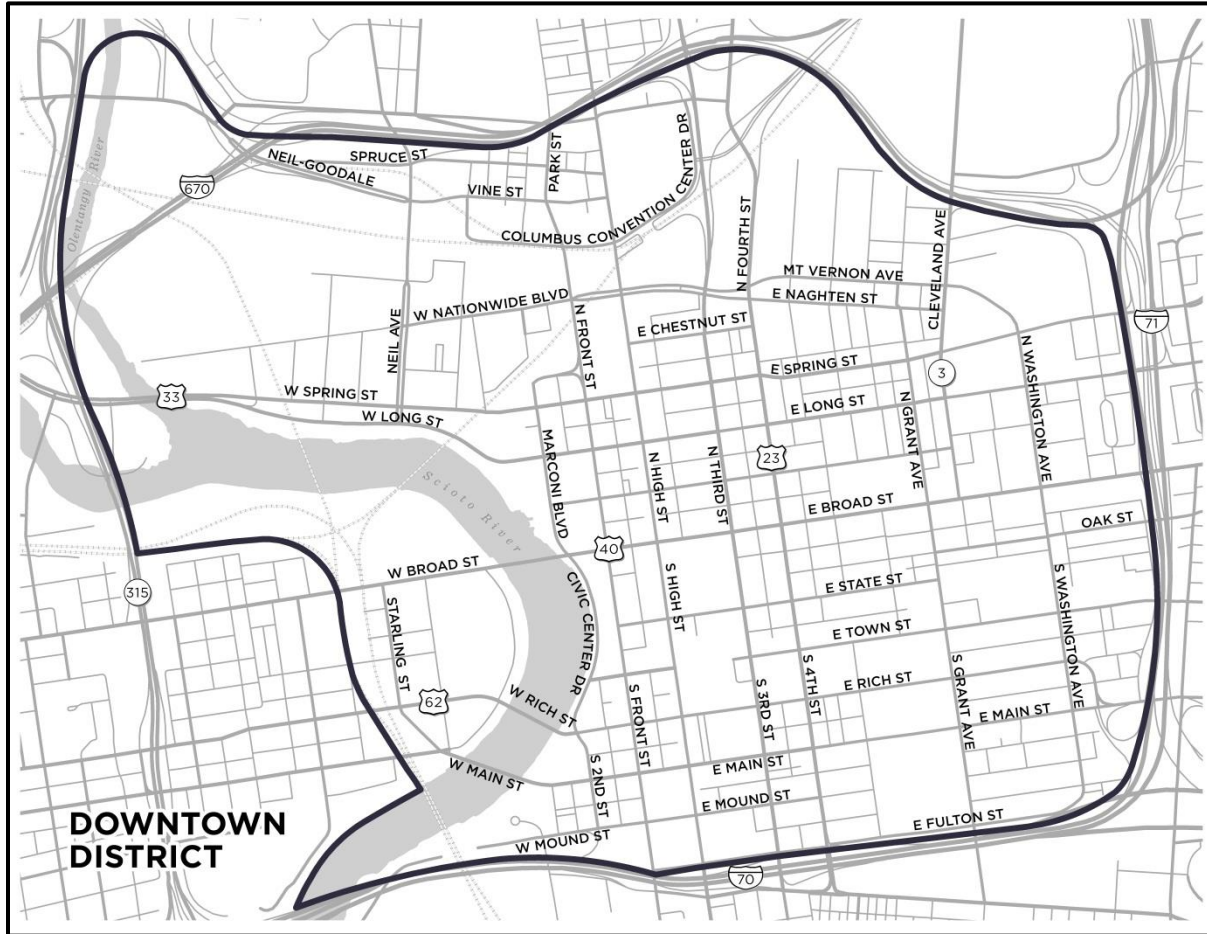 Olentangy River
670
NEIL-GOODALE
SPRUCE ST
PARK ST
VINE ST
COLUMBUS CONVENTION CENTER DR
N FOURTH ST
CLEVELAND AVE
MT VERNON AVE
E NAGHTEN ST
W NATIONWIDE BLVD
NEIL AVE
N FRONT ST
E CHESTNUT ST
71
E SPRING ST
3
N WASHINGTON AVE
33
W SPRING ST
W LONG ST
E LONG ST
N GRANT AVE
MARCONI BLVD
N HIGH ST
N THIRD ST
23
Scioto River
E BROAD ST
OAK ST
40
W BROAD ST
315
CIVIC CENTER DR
S HIGH ST
E STATE ST
S WASHINGTON AVE
STARLING ST
E TOWN ST
62
W RICH ST
S FRONT ST
S 3RD ST
S 4TH ST
E RICH ST
S GRANT AVE
E MAIN ST
W MAIN ST
S 2ND ST
E MAIN ST
E MOUND ST
E FULTON ST
W MOUND ST
70
DOWNTOWN
DISTRICT